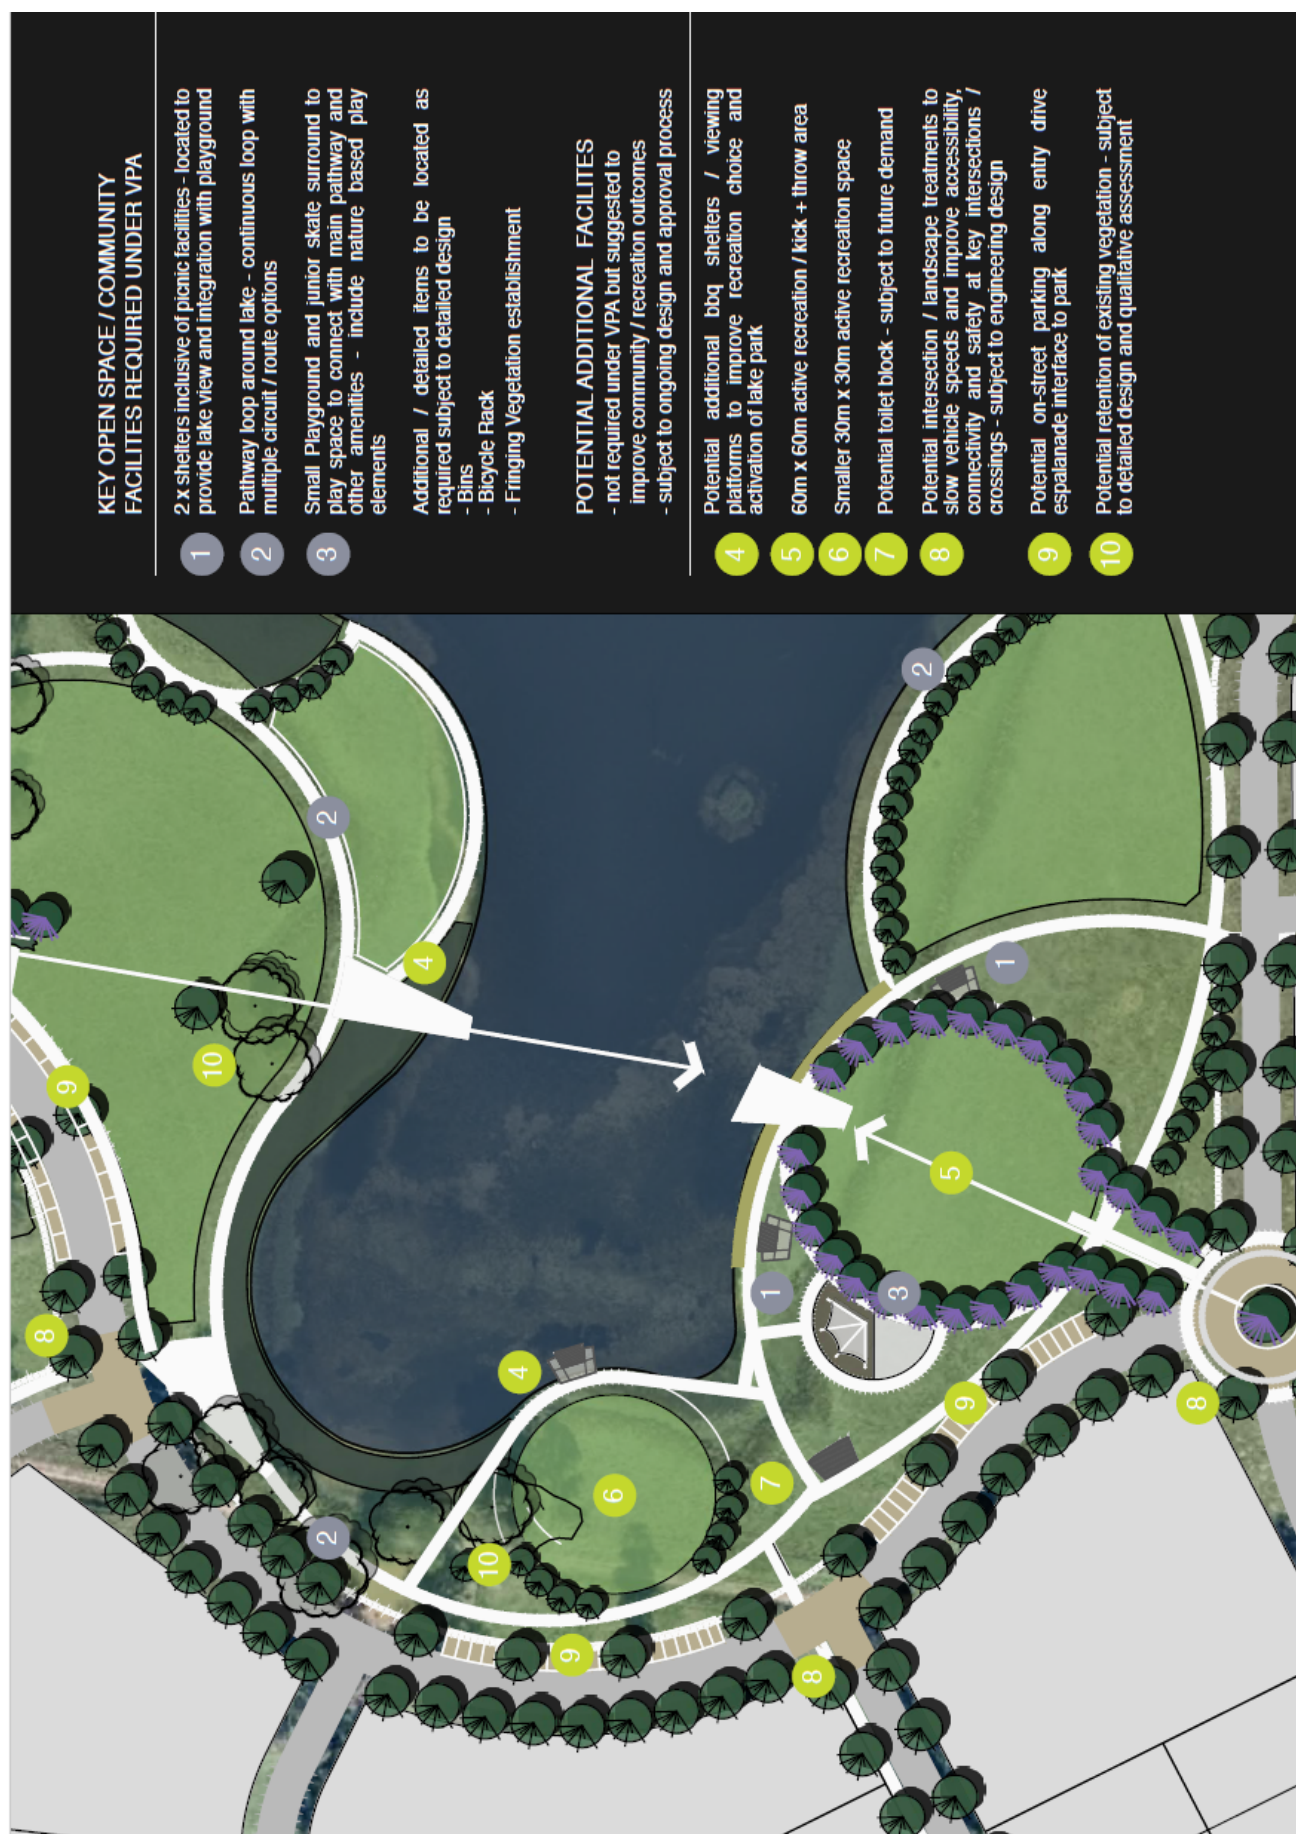 KEY OPEN SPACE / COMMUNITY
FACILITES REQUIRED UNDER VPA
1
2 x shelters inclusive of picnic facilities - located to
provide lake view and integration with playground
2
Pathway loop around lake - continuous loop with
multiple circuit / route options
3
Small Playground and junior skate surround to
play space to connect with main pathway and
other amenities - include nature based play
elements
Additional / detailed items to be located as
required subject to detailed design
- Bins
- Bicycle Rack
- Fringing Vegetation establishment
POTENTIAL ADDITIONAL FACILITES
- not required under VPA but suggested to
improve community / recreation outcomes
- subject to ongoing design and approval process
4
Potential additional bbq shelters / viewing
platforms to improve recreation choice and
activation of lake park
5
60m x 60m active recreation / kick + throw area
6
Smaller 30m x 30m active recreation space
7
Potential toilet block - subject to future demand
8
Potential intersection / landscape treatments to
slow vehicle speeds and improve accessibility,
connectivity and safety at key intersections /
crossings - subject to engineering design
9
Potential on-street parking along entry drive
espalanade interface to park
10
Potential retention of existing vegetation - subject
to detailed design and qualitative assessment
8
9
10
2
2
4
2
10
4
6
9
7
8
1
3
5
1
2
9
8